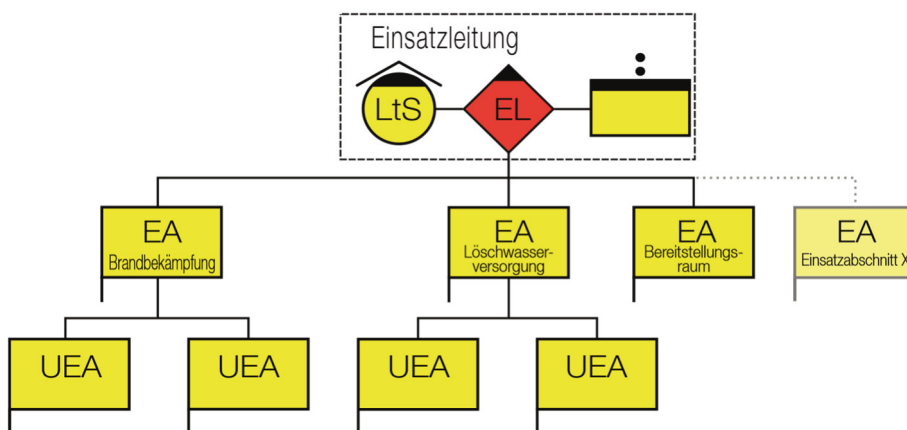 Einsatzleitung
LtS
EL
EA
Brandbekämpfung
EA
Löschwasser-
versorgung
EA
Bereitstellungs-
raum
EA
Einsatzabschnitt X
UEA
UEA
UEA
UEA